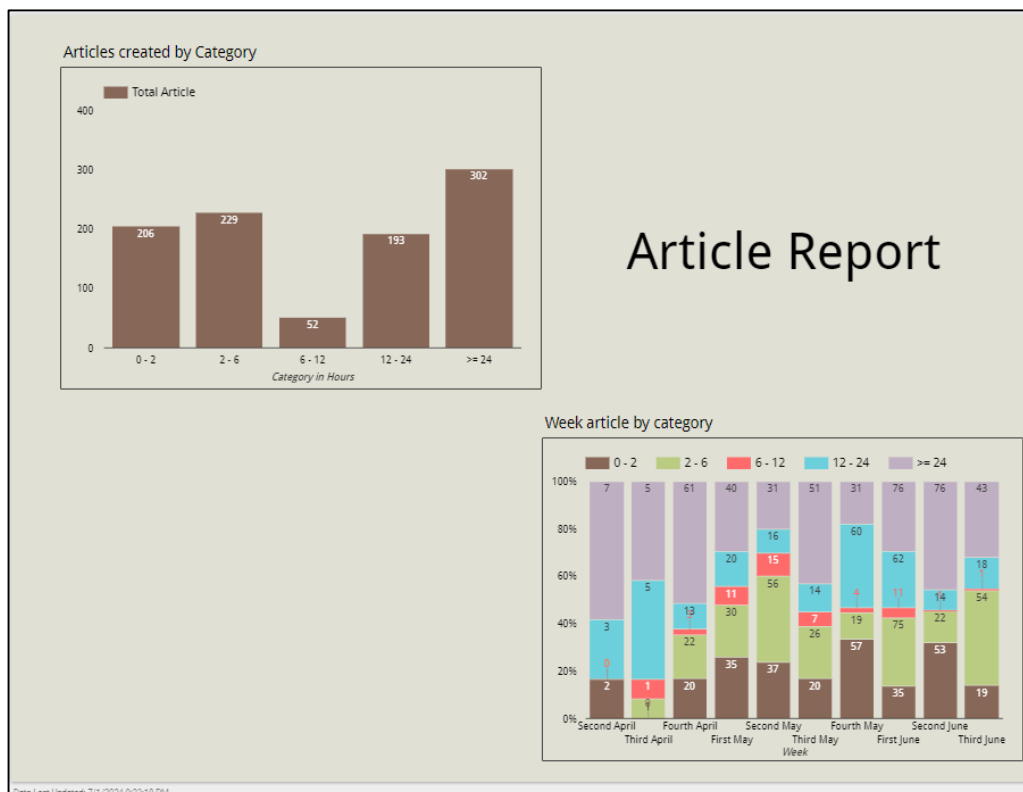 Articles created by Category
Total Article
400
300
200
100
0
206
229
52
193
302
0 - 2
2 - 6
6 - 12
12 - 24
>= 24
Category in Hours
Article Report
Week article by category
0 - 2
2 - 6
6 - 12
12 - 24
>= 24
100%
80%
60%
40%
20%
0%
7 5 61 40 31 51 31 76 76 43
3 5 13 20 16 14 60 62 14 18
0 1 11 15 7 4 11
22 30 56 26 19 75 22 54
2 20 35 37 20 57 35 53 19
Second April Fourth April Second May Fourth May Second June
Third April First May Third May First June Third June
Week